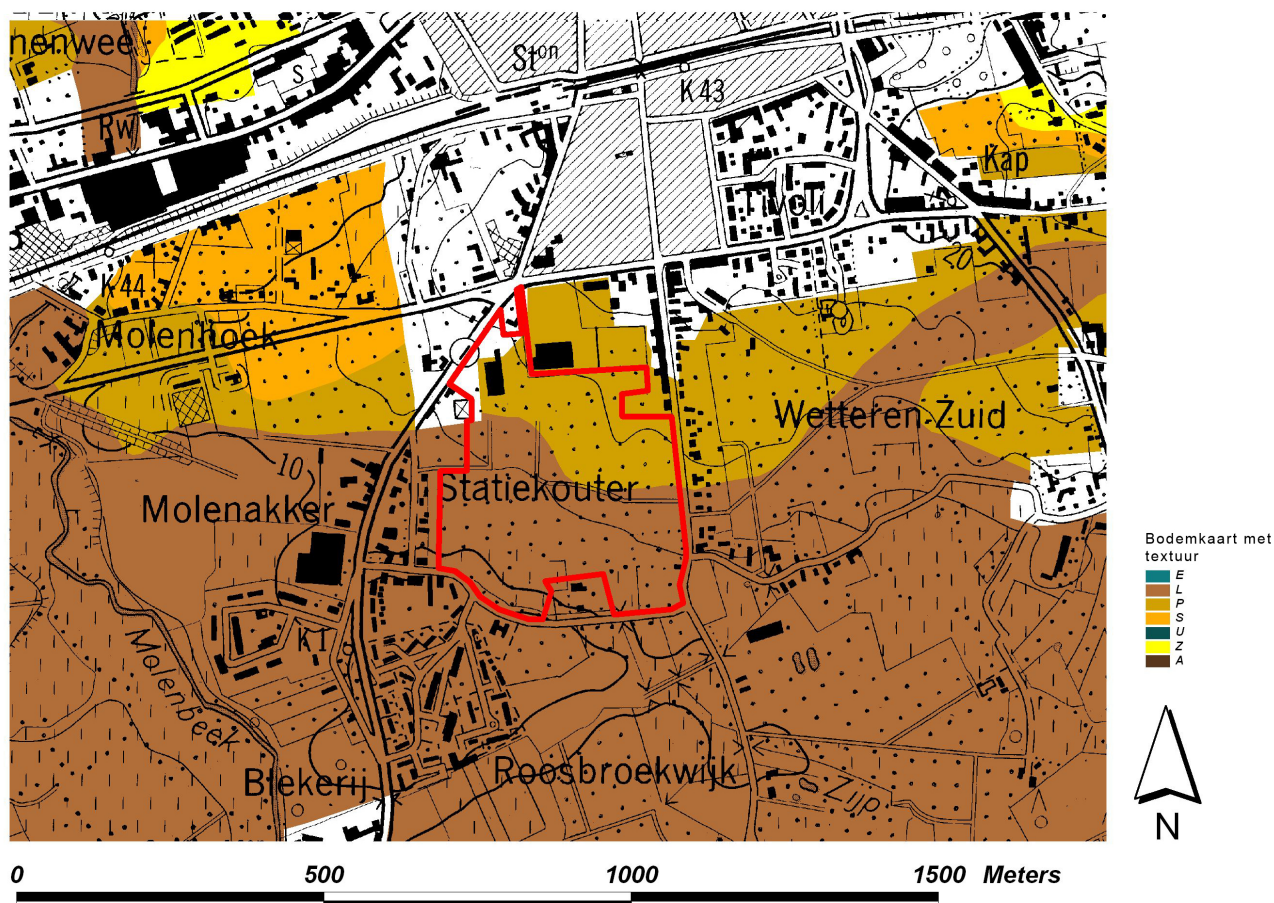 nenwee
Ston
S
K43
Rw
Kap
Tivoli
20
K44
Molenhoek
Wetteren-Zuid
10
Statiekouter
Molenakker
K1
Molenbeek
Blekerij
Roosbroekwijk
Zijp
Bodemkaart met
textuur
E
L
P
S
U
Z
A
N
0 500 1000 1500 Meters